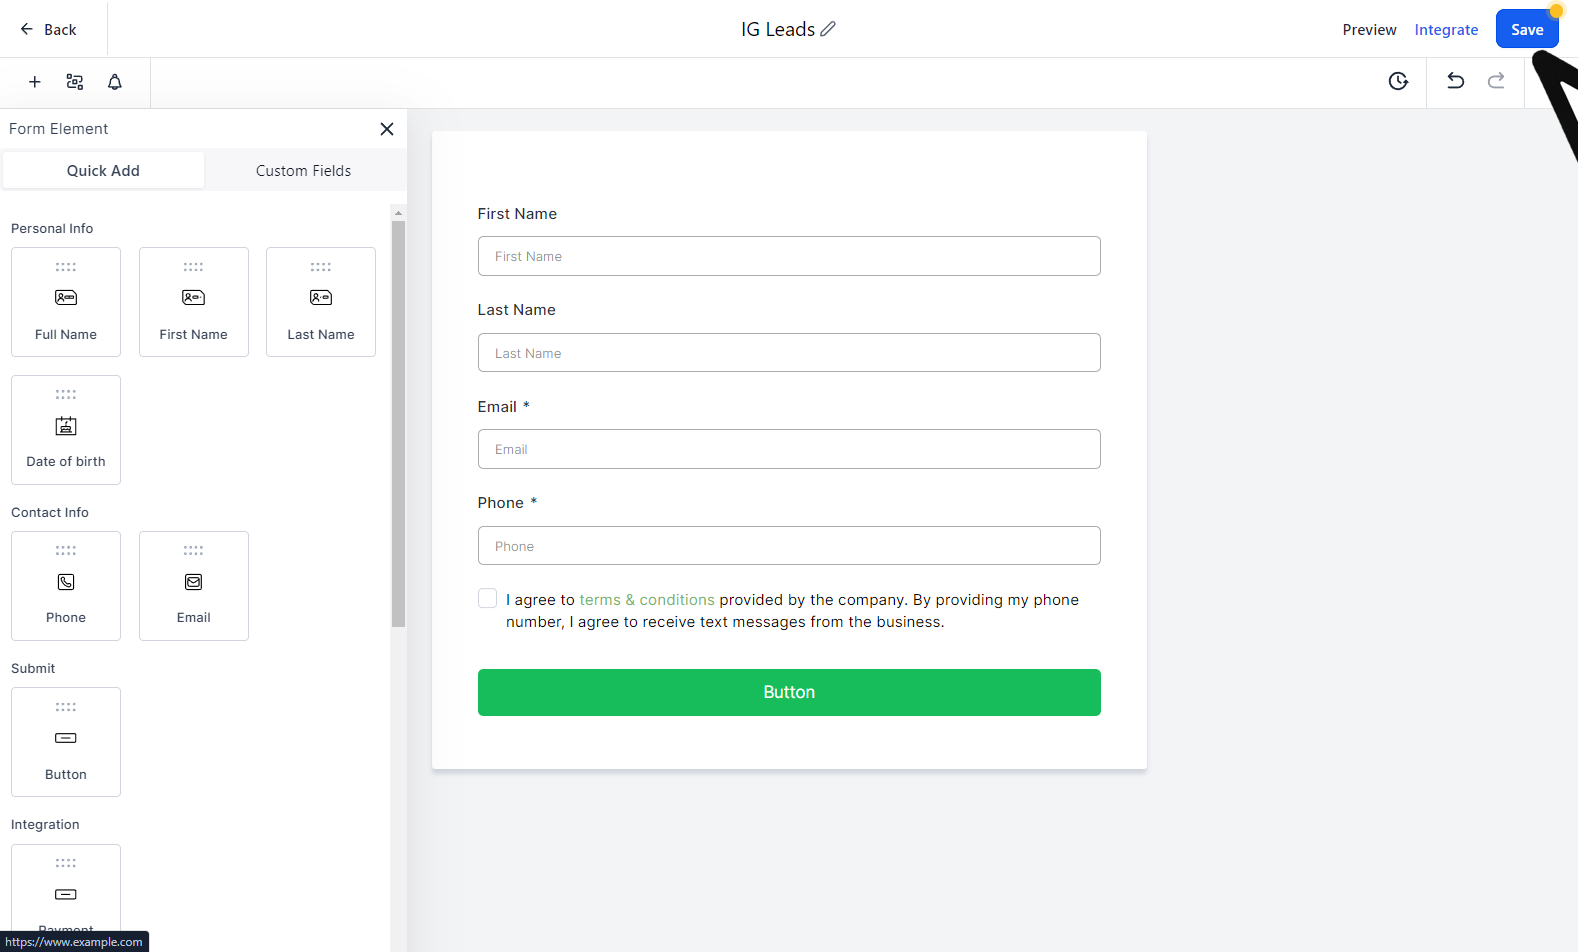 Back
IG Leads
Preview
Integrate
Save
Form Element
Quick Add
Custom Fields
Personal Info
Full Name
First Name
Last Name
Date of birth
Contact Info
Phone
Email
Submit
Button
Integration
Payment
https://www.example.com
First Name
First Name
Last Name
Last Name
Email *
Email
Phone *
Phone
I agree to terms & conditions provided by the company. By providing my phone
number, I agree to receive text messages from the business.
Button